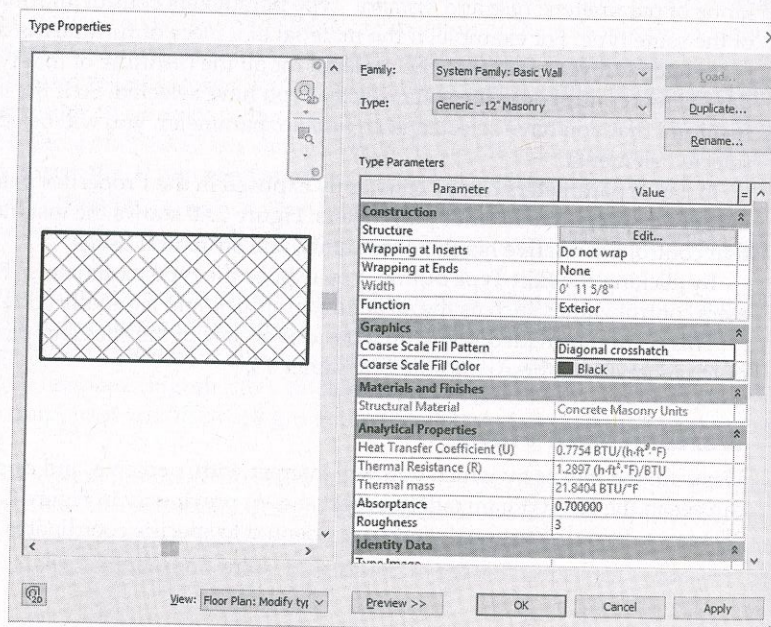 Type Properties
Family: System Family: Basic Wall Load...
Type: Generic - 12" Masonry Duplicate...
Rename...
Type Parameters
Parameter Value =
Construction
Structure Edit...
Wrapping at Inserts Do not wrap
Wrapping at Ends None
Width 0' 11 5/8"
Function Exterior
Graphics
Coarse Scale Fill Pattern Diagonal crosshatch
Coarse Scale Fill Color Black
Materials and Finishes
Structural Material Concrete Masonry Units
Analytical Properties
Heat Transfer Coefficient (U) 0.7754 BTU/(h·ft²·°F)
Thermal Resistance (R) 1.2897 (h·ft²·°F)/BTU
Thermal mass 21.8404 BTU/°F
Absorptance 0.700000
Roughness 3
Identity Data
Type Image
2D
2D View: Floor Plan: Modify typ Preview >> OK Cancel Apply